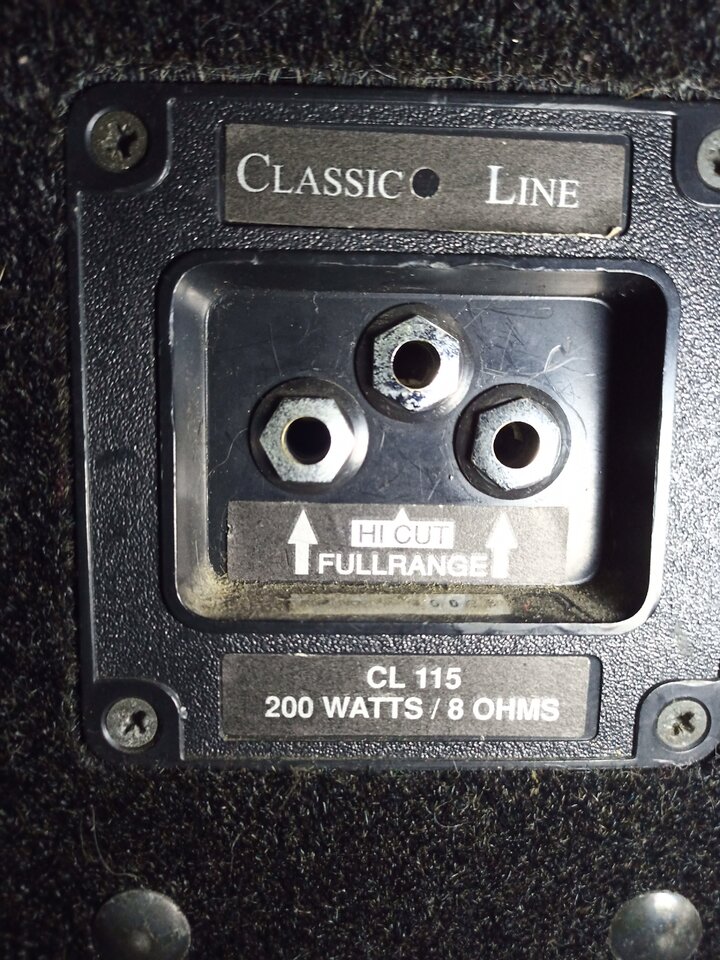 CLASSIC LINE
HI CUT
FULLRANGE
CL 115
200 WATTS / 8 OHMS